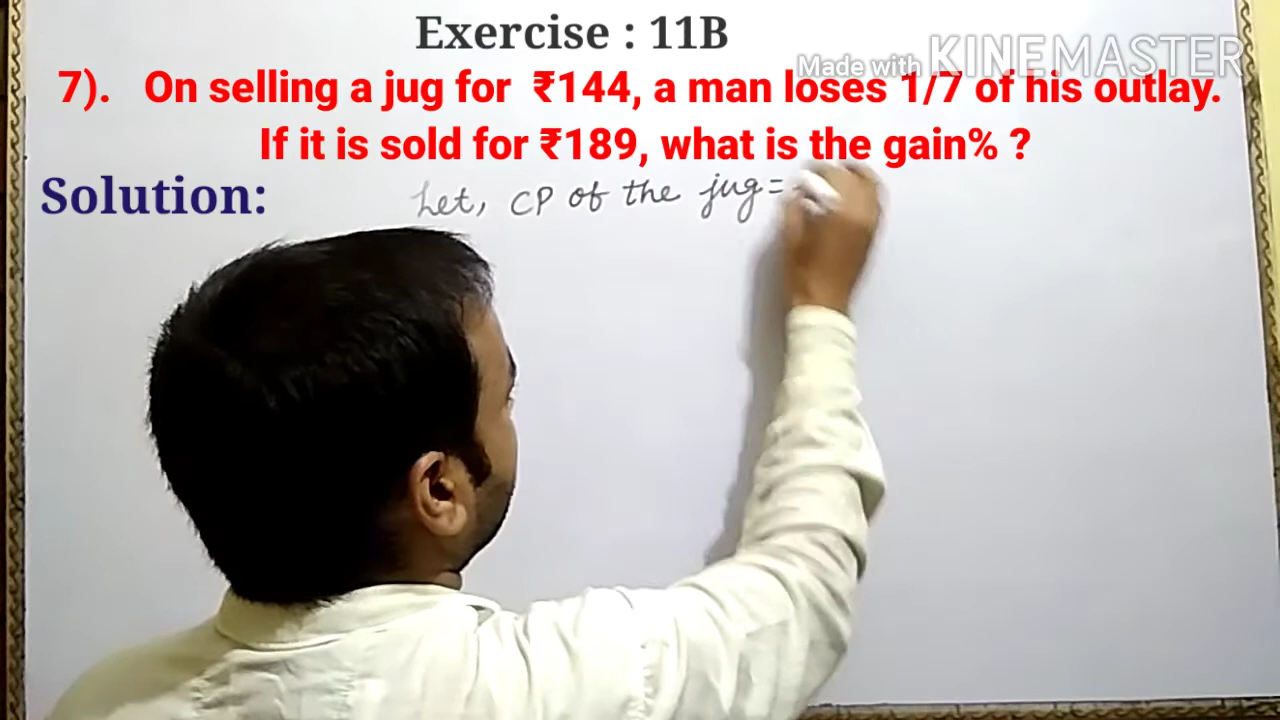 Exercise : 11B
Made with KINEMASTER
7). On selling a jug for ₹144, a man loses 1/7 of his outlay.
If it is sold for ₹189, what is the gain% ?
Solution:
Let, CP of the jug =